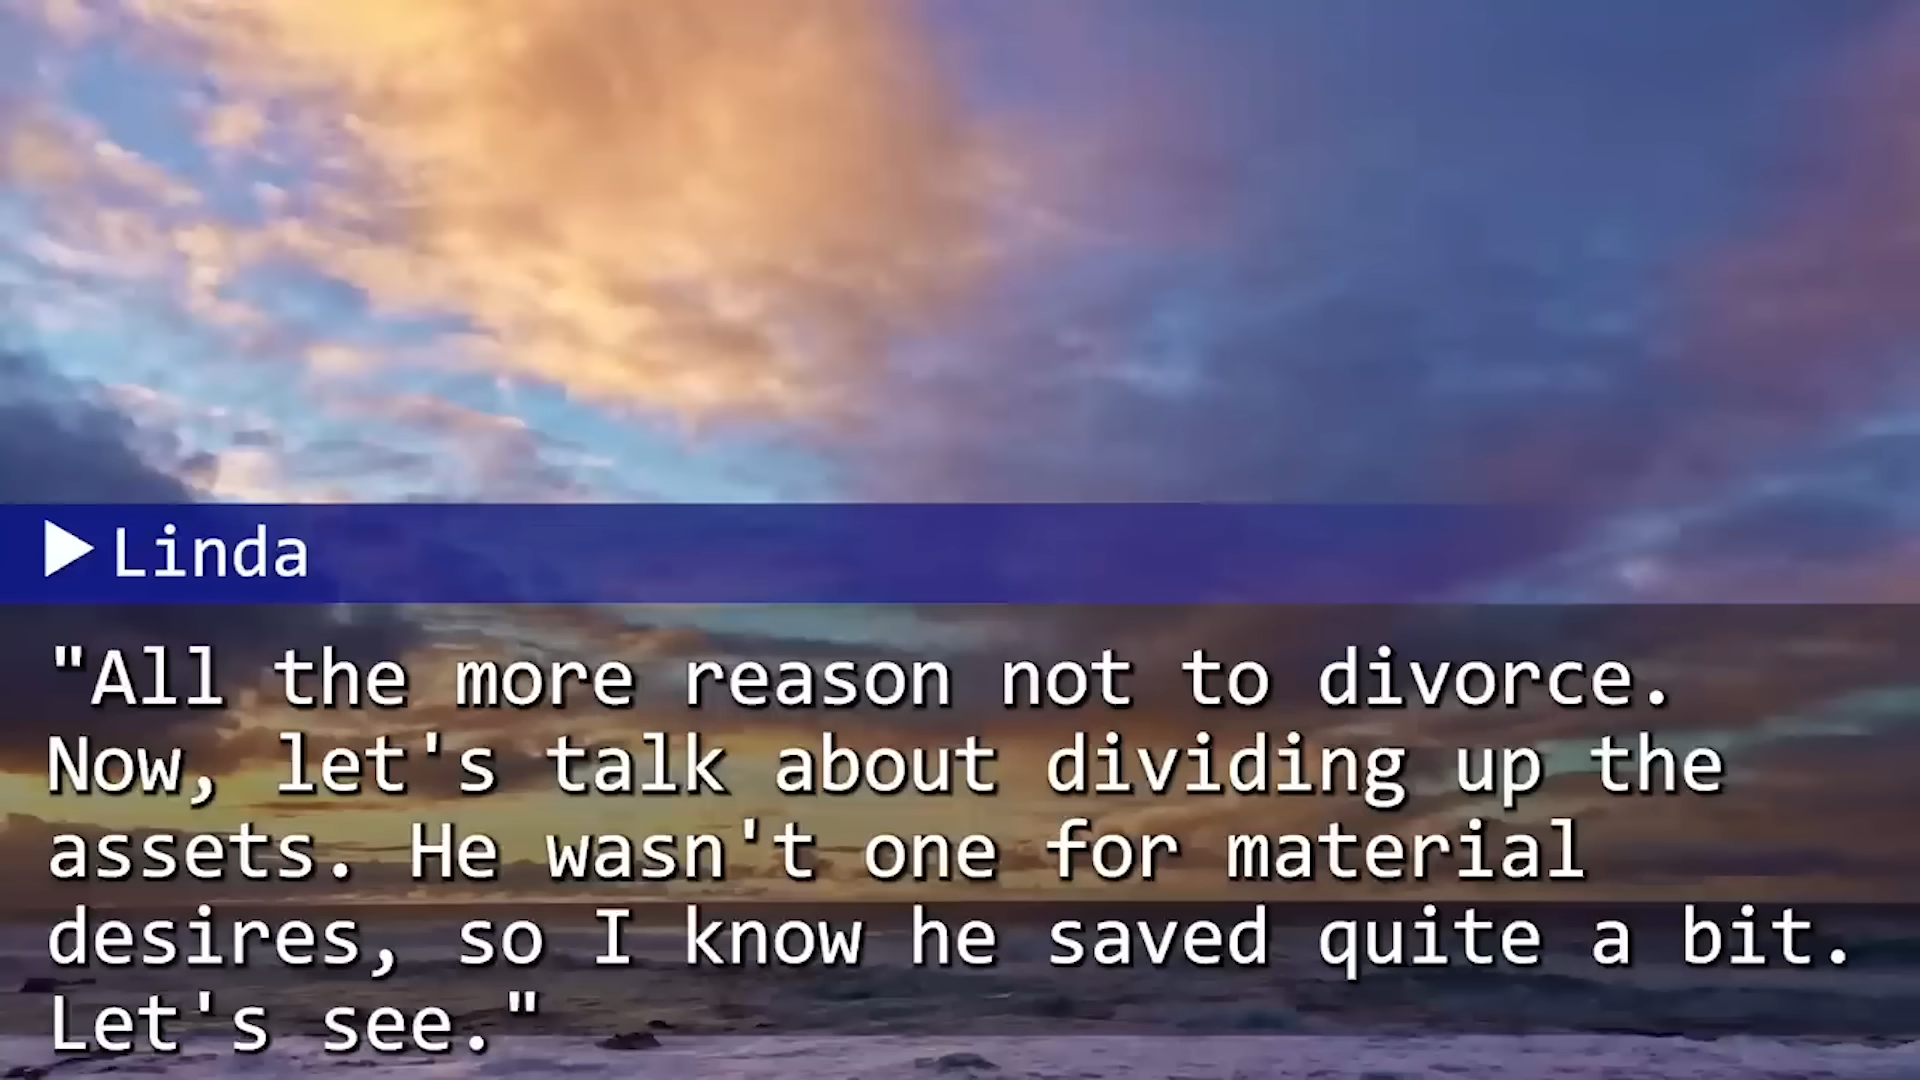 ▶Linda
"All the more reason not to divorce.
Now, let's talk about dividing up the
assets. He wasn't one for material
desires, so I know he saved quite a bit.
Let's see."